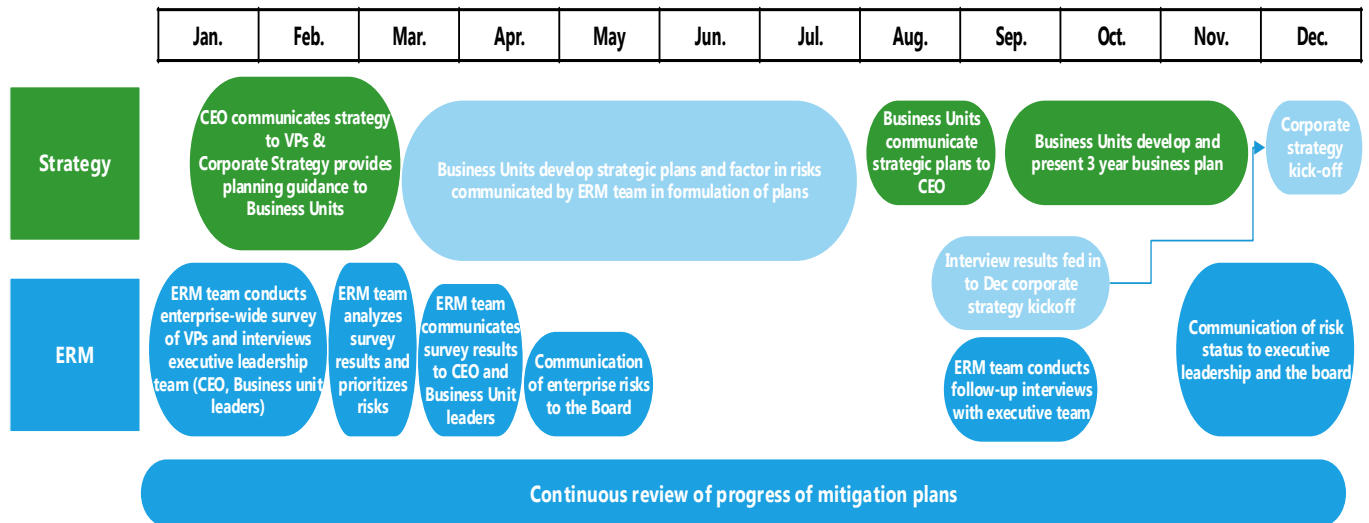 Jan. Feb. Mar. Apr. May Jun. Jul. Aug. Sep. Oct. Nov. Dec.
Strategy
CEO communicates strategy
to VPs &
Corporate Strategy provides
planning guidance to
Business Units
Business Units develop strategic plans and factor in risks
communicated by ERM team in formulation of plans
Business Units
communicate
strategic plans to
CEO
Business Units develop and
present 3 year business plan
Corporate
strategy
kick-off
Interview results fed in
to Dec corporate
strategy kickoff
ERM
ERM team conducts
enterprise-wide survey
of VPs and interviews
executive leadership
team (CEO, Business unit
leaders)
ERM team
analyzes
survey
results and
prioritizes
risks
ERM team
communicates
survey results
to CEO and
Business Unit
leaders
Communication
of enterprise risks
to the Board
ERM team conducts
follow-up interviews
with executive team
Communication of risk
status to executive
leadership and the board
Continuous review of progress of mitigation plans